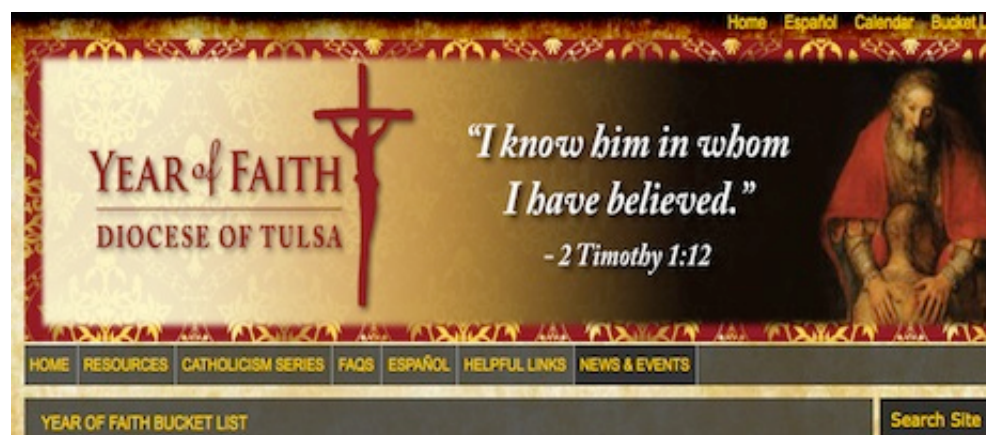 Home Español Calendar Bucket L
YEAR of FAITH
DIOCESE OF TULSA
“I know him in whom
I have believed.”
- 2 Timothy 1:12
HOME RESOURCES CATHOLICISM SERIES FAQS ESPAÑOL HELPFUL LINKS NEWS & EVENTS
YEAR OF FAITH BUCKET LIST
Search Site